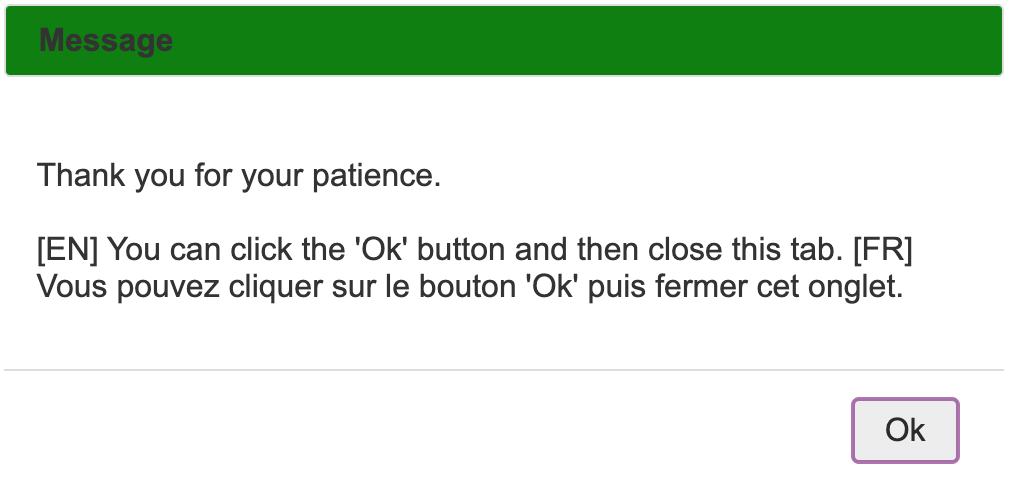 Message
Thank you for your patience.
[EN] You can click the 'Ok' button and then close this tab. [FR]
Vous pouvez cliquer sur le bouton 'Ok' puis fermer cet onglet.
Ok